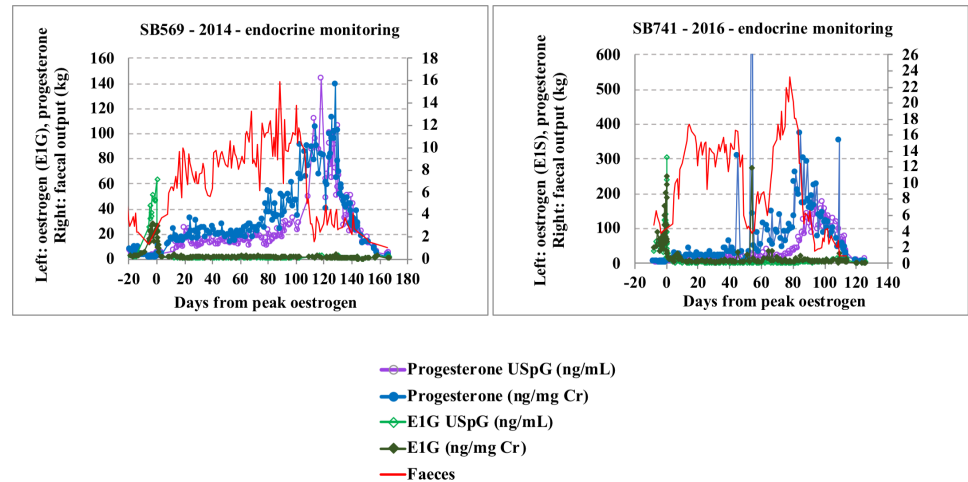 SB569 - 2014 - endocrine monitoring
Left: oestrogen (E1G), progesterone
Right: faecal output (kg)
160
140
120
100
80
60
40
20
0
18
16
14
12
10
8
6
4
2
0
-20 0 20 40 60 80 100 120 140 160 180
Days from peak oestrogen
SB741 - 2016 - endocrine monitoring
Left: oestrogen (E1S), progesterone
Right: faecal output (kg)
600
500
400
300
200
100
0
26
24
22
20
18
16
14
12
10
8
6
4
2
0
-20 0 20 40 60 80 100 120 140
Days from peak oestrogen
Progesterone USpG (ng/mL)
Progesterone (ng/mg Cr)
E1G USpG (ng/mL)
E1G (ng/mg Cr)
Faeces